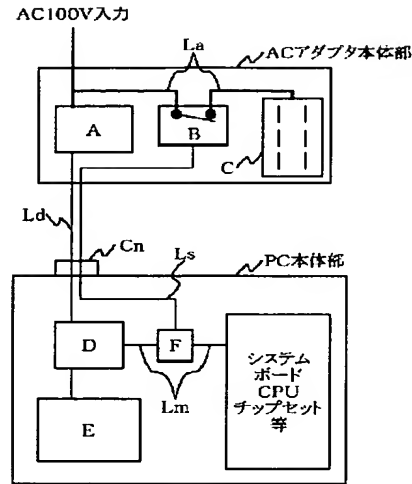 AC100V入力
La
ACアダプタ本体部
A
B
C
Ld
Cn
Ls
PC本体部
D
F
Lm
E
システム
ボード
CPU
チップセット
等